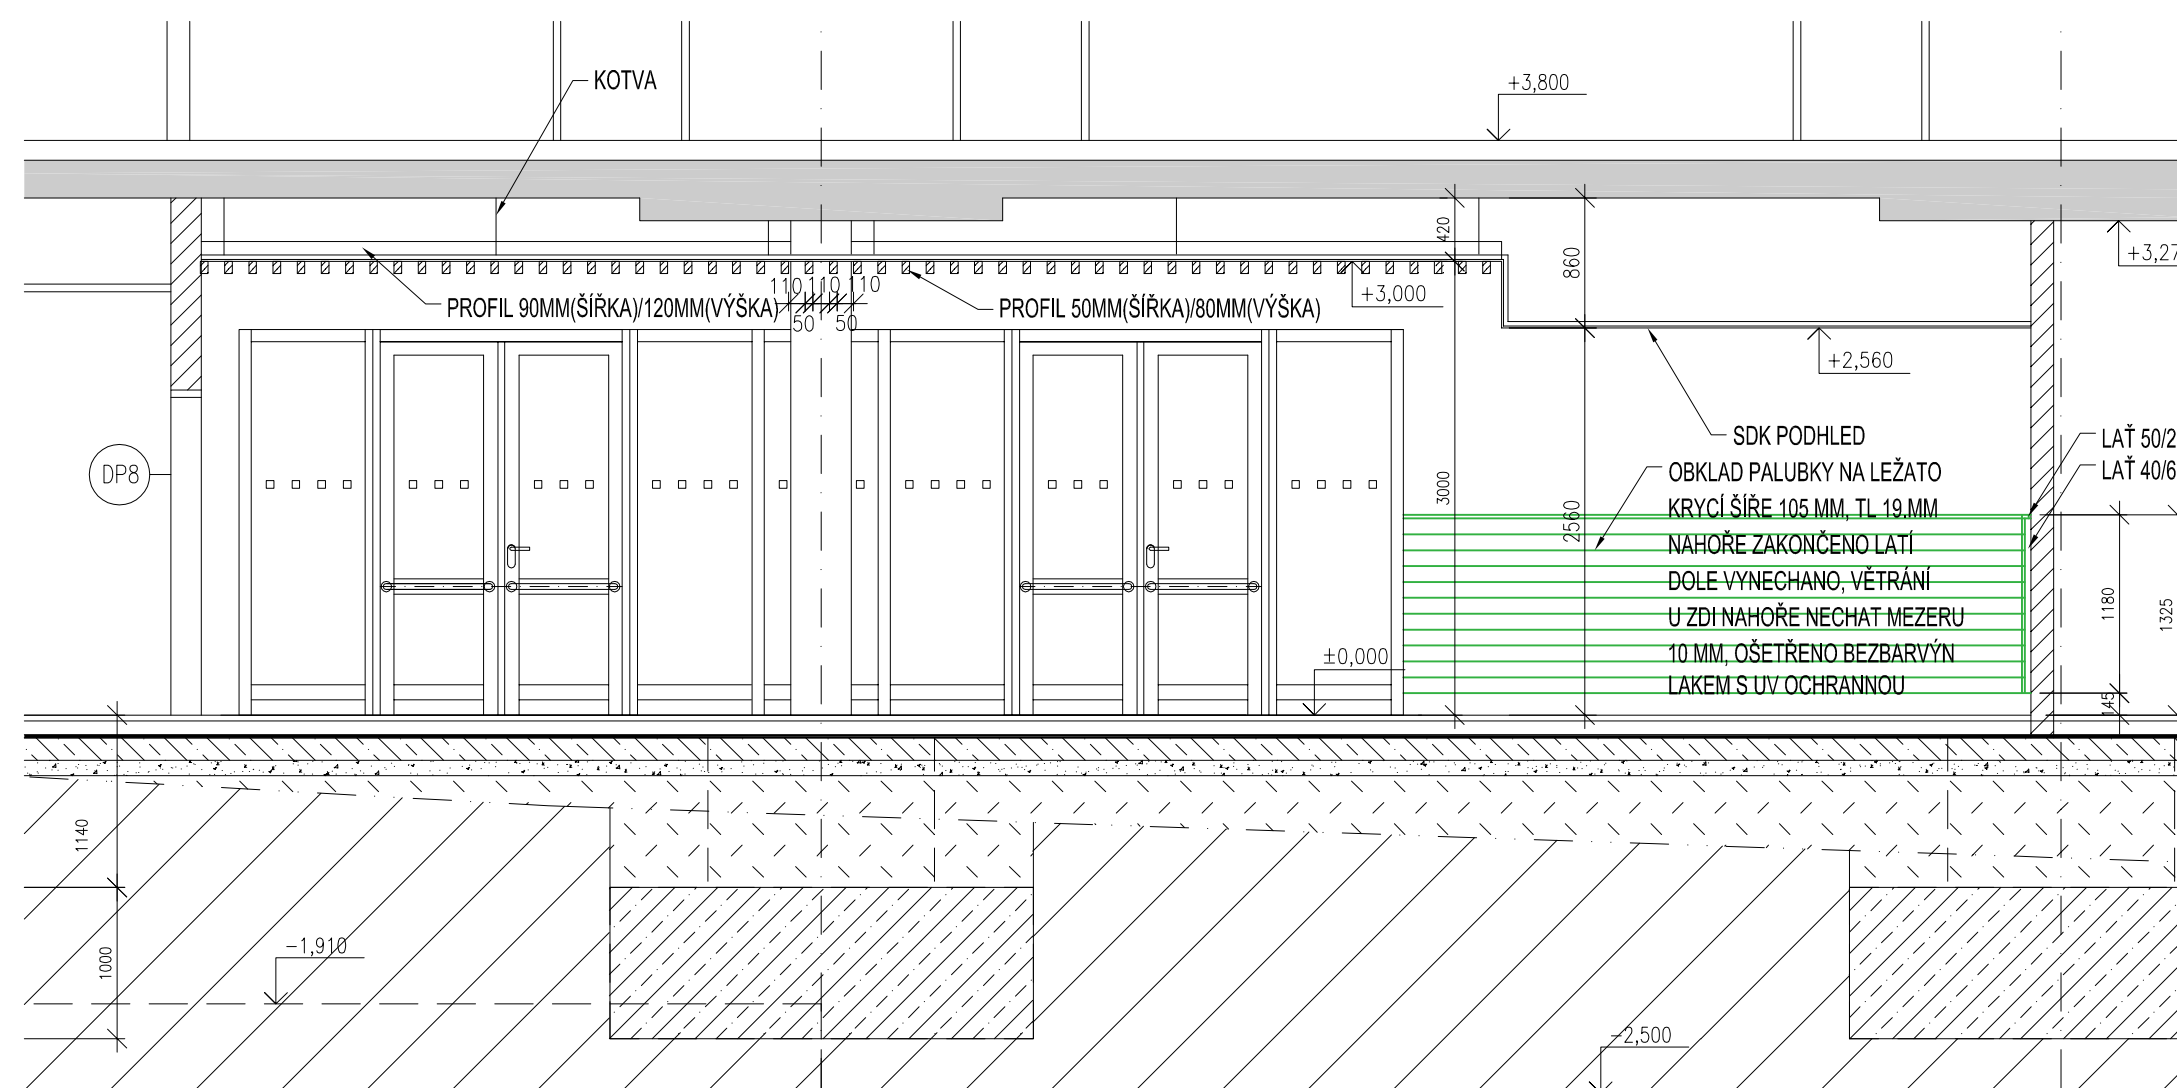 KOTVA
+3,800
420
860
+3,27
110 110 110
50 50
PROFIL 90MM(ŠÍŘKA)/120MM(VÝŠKA)
PROFIL 50MM(ŠÍŘKA)/80MM(VÝŠKA)
+3,000
+2,560
SDK PODHLED
LAŤ 50/2
LAŤ 40/6
DP8
3000
2560
OBKLAD PALUBKY NA LEŽATO
KRYCÍ ŠÍŘE 105 MM, TL 19.MM
NAHOŘE ZAKONČENO LATÍ
DOLE VYNECHANO, VĚTRÁNÍ
U ZDI NAHOŘE NECHAT MEZERU
10 MM, OŠETŘENO BEZBARVÝN
LAKEM S UV OCHRANNOU
1180
1325
145
±0,000
1140
1000
-1,910
-2,500